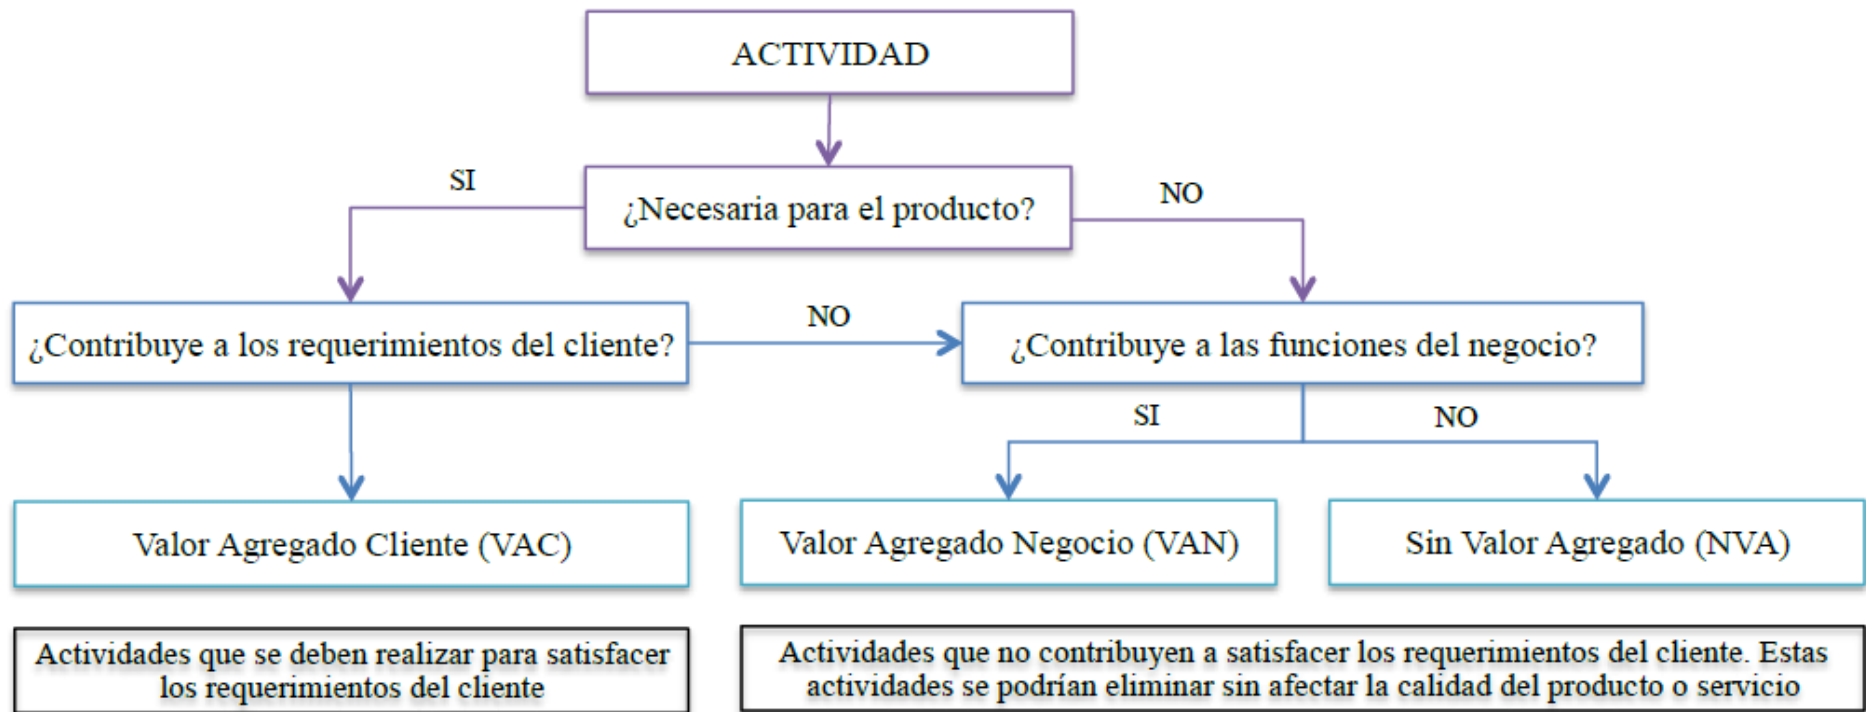 ACTIVIDAD
SI
¿Necesaria para el producto?
NO
¿Contribuye a los requerimientos del cliente?
NO
¿Contribuye a las funciones del negocio?
SI
NO
Valor Agregado Cliente (VAC)
Valor Agregado Negocio (VAN)
Sin Valor Agregado (NVA)
Actividades que se deben realizar para satisfacer
los requerimientos del cliente
Actividades que no contribuyen a satisfacer los requerimientos del cliente. Estas
actividades se podrían eliminar sin afectar la calidad del producto o servicio